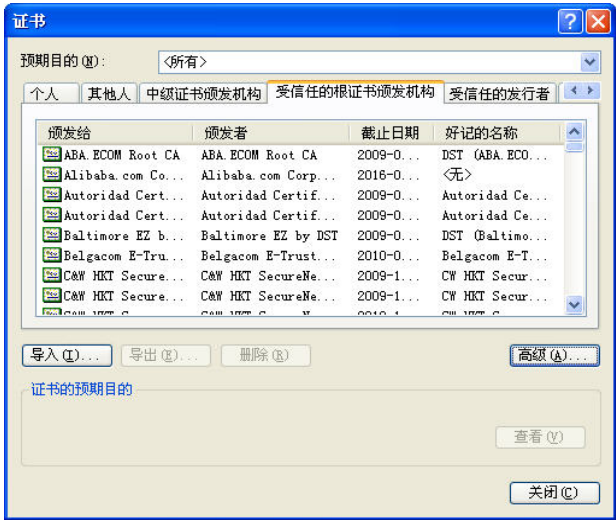 证书
预期目的(N): <所有>
个人 其他人 中级证书颁发机构 受信任的根证书颁发机构 受信任的发行者
颁发给 颁发者 截止日期 好记的名称
ABA.ECOM Root CA ABA.ECOM Root CA 2009-0... DST (ABA.ECO...
Alibaba.com Co... Alibaba.com Corp... 2016-0... <无>
Autoridad Cert... Autoridad Certif... 2009-0... Autoridad Ce...
Autoridad Cert... Autoridad Certif... 2009-0... Autoridad Ce...
Baltimore EZ b... Baltimore EZ by DST 2009-0... DST (Baltimo...
Belgacom E-Tru... Belgacom E-Trust... 2010-0... Belgacom E-T...
C&W HKT Secure... C&W HKT SecureNe... 2009-1... CW HKT Secur...
C&W HKT Secure... C&W HKT SecureNe... 2009-1... CW HKT Secur...
导入(I)... 导出(E)... 删除(R) 高级(A)...
证书的预期目的
查看(V)
关闭(C)